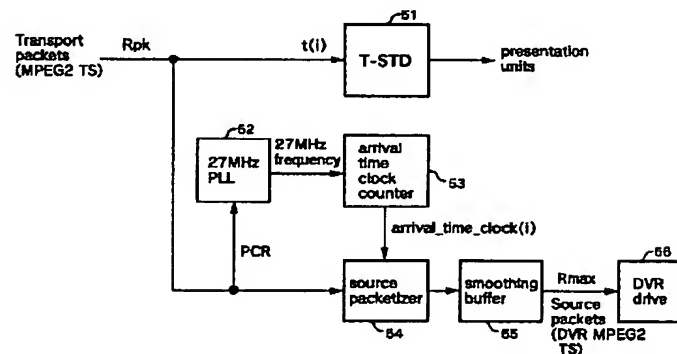 Transport
packets
(MPEG2 TS)
Rpk
t(i)
51
T-STD
presentation
units
52
27MHz
PLL
27MHz
frequency
arrival
time
clock
counter
53
arrival_time_clock(i)
PCR
source
packetizer
54
smoothing
buffer
55
Rmax
Source
packets
(DVR MPEG2
TS)
56
DVR
drive